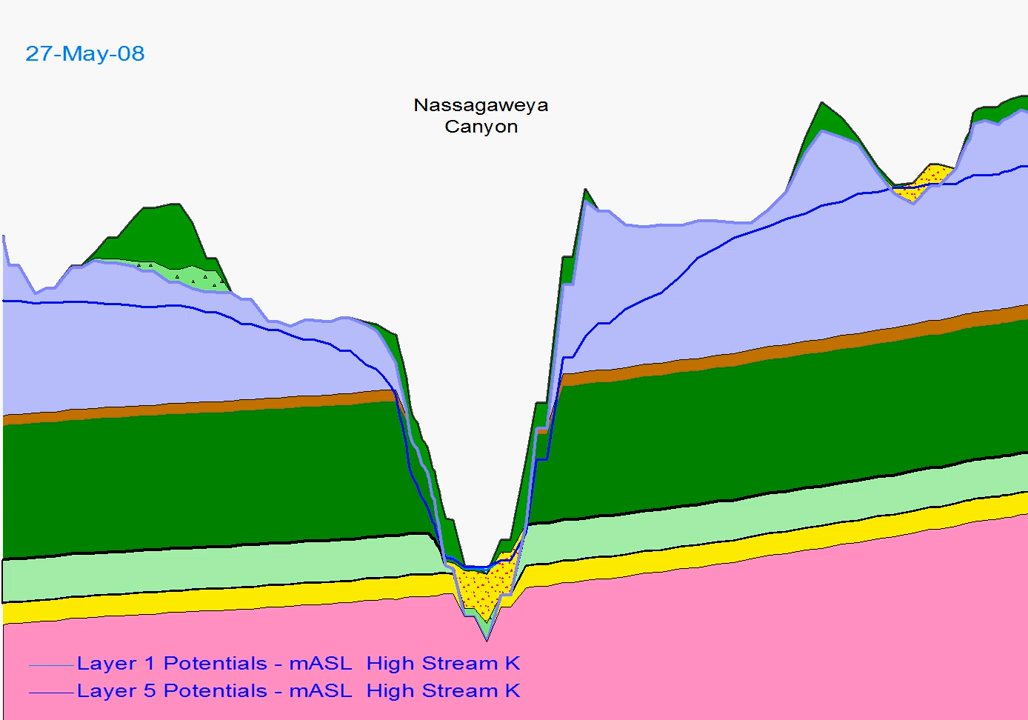 27-May-08
Nassagaweya
Canyon
Layer 1 Potentials - mASL High Stream K
Layer 5 Potentials - mASL High Stream K